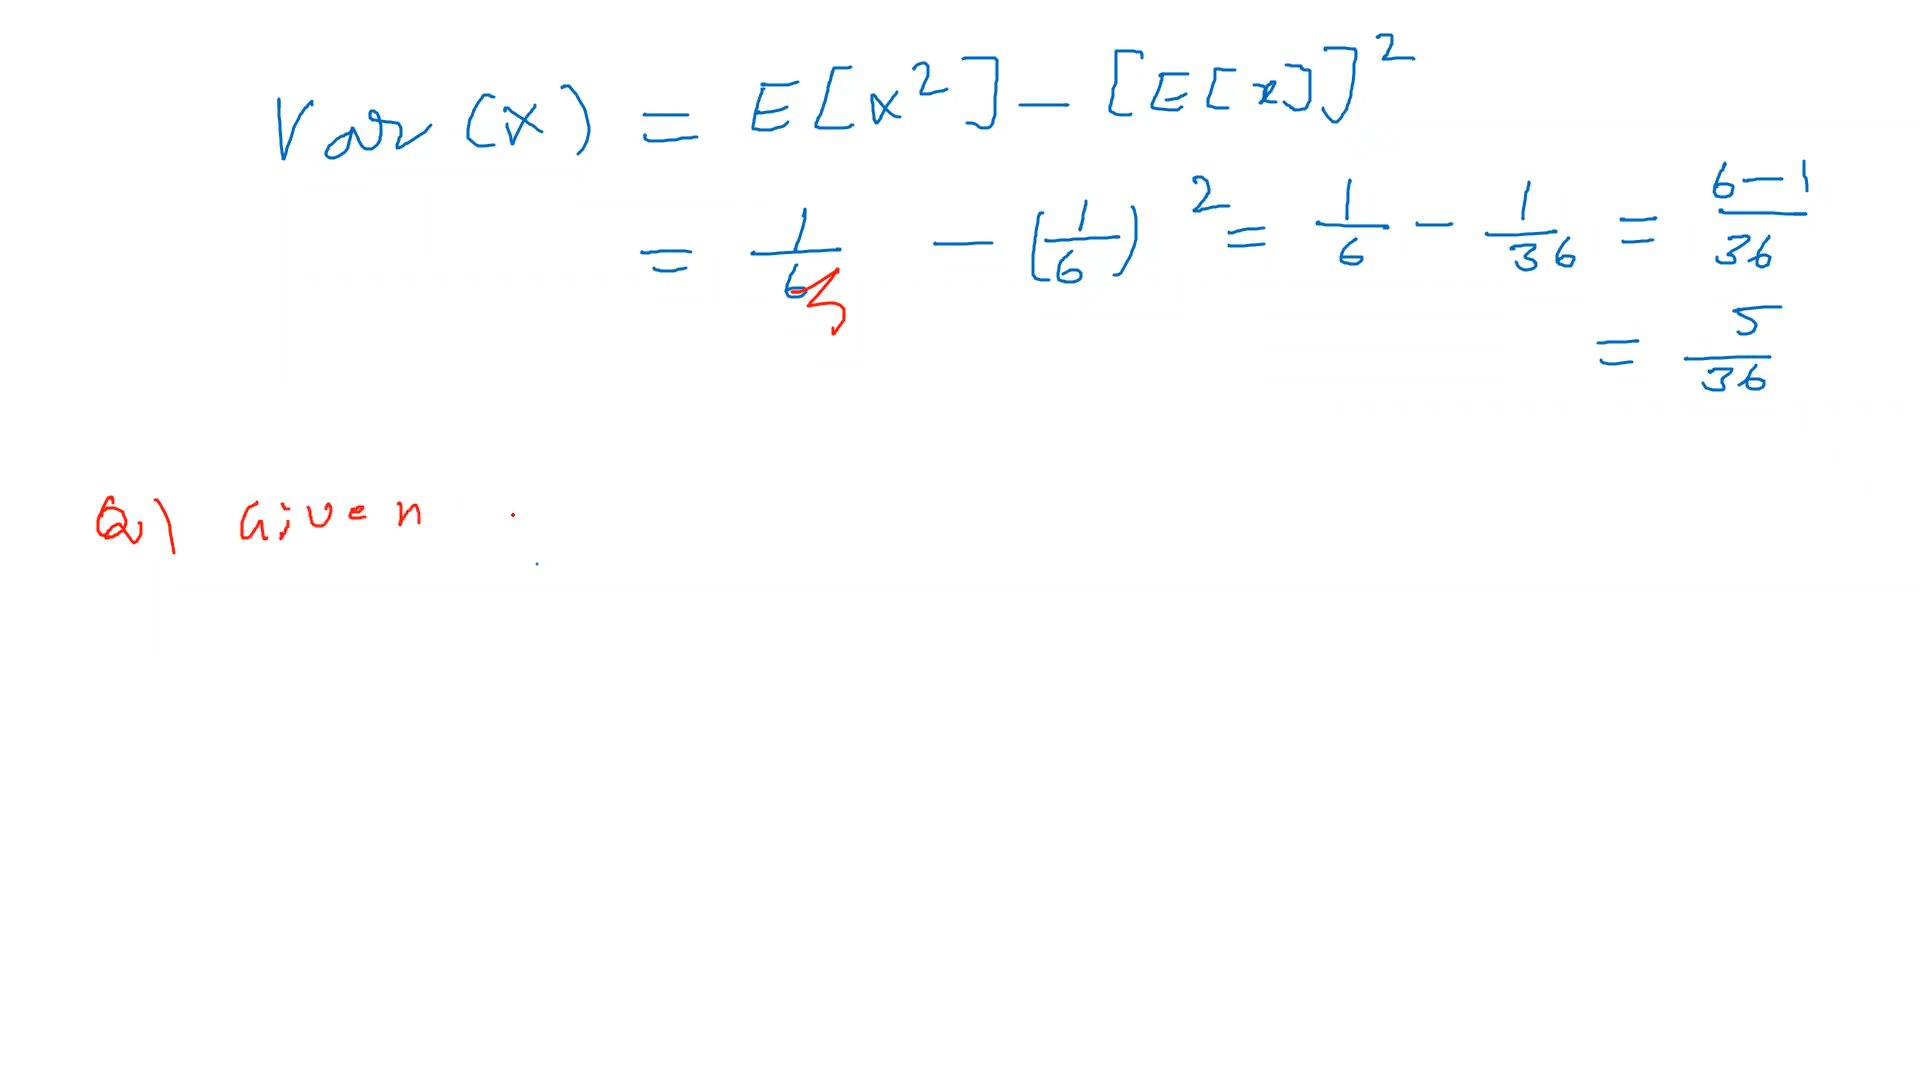 Var (x) = E[x²] - [E[x]]²
= 1/6 - (1/6)² = 1/6 - 1/36 = 6-1/36
= 5/36
Q) Given